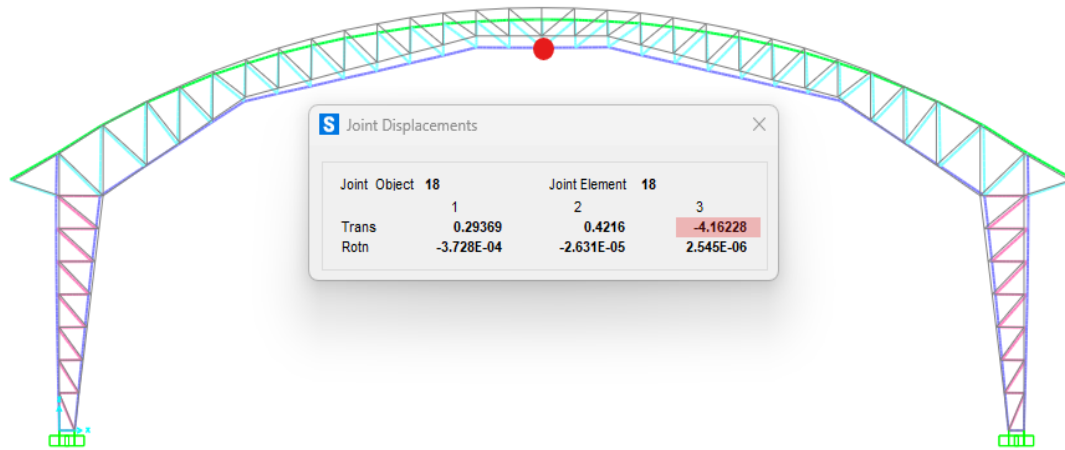 S Joint Displacements
Joint Object 18 Joint Element 18
1 2 3
Trans 0.29369 0.4216 -4.16228
Rotn -3.728E-04 -2.631E-05 2.545E-06